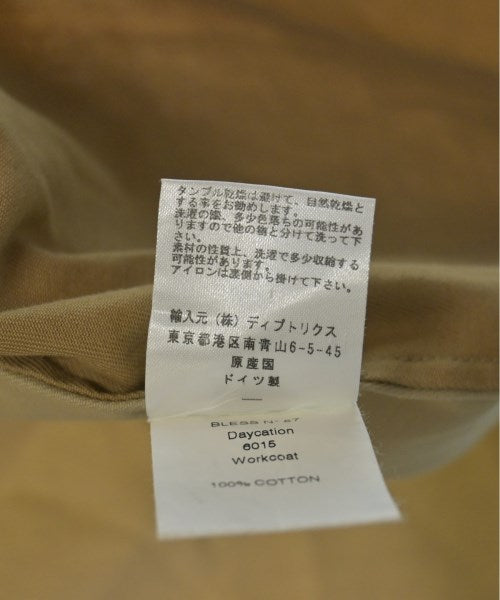 タンブル乾燥は避けて、自然乾燥と
する事をお勧めします。
洗濯の際、多少色落ちの可能性があ
りますので他の物と分けて洗って下
さい。
素材の性質上、洗濯で多少収縮する
可能性があります。
アイロンは裏側から掛けて下さい。
輸入元（株）ディプトリクス
東京都港区南青山6-5-45
原産国
ドイツ製
BLESS N° 67
Daycation
6015
Workcoat
100% COTTON